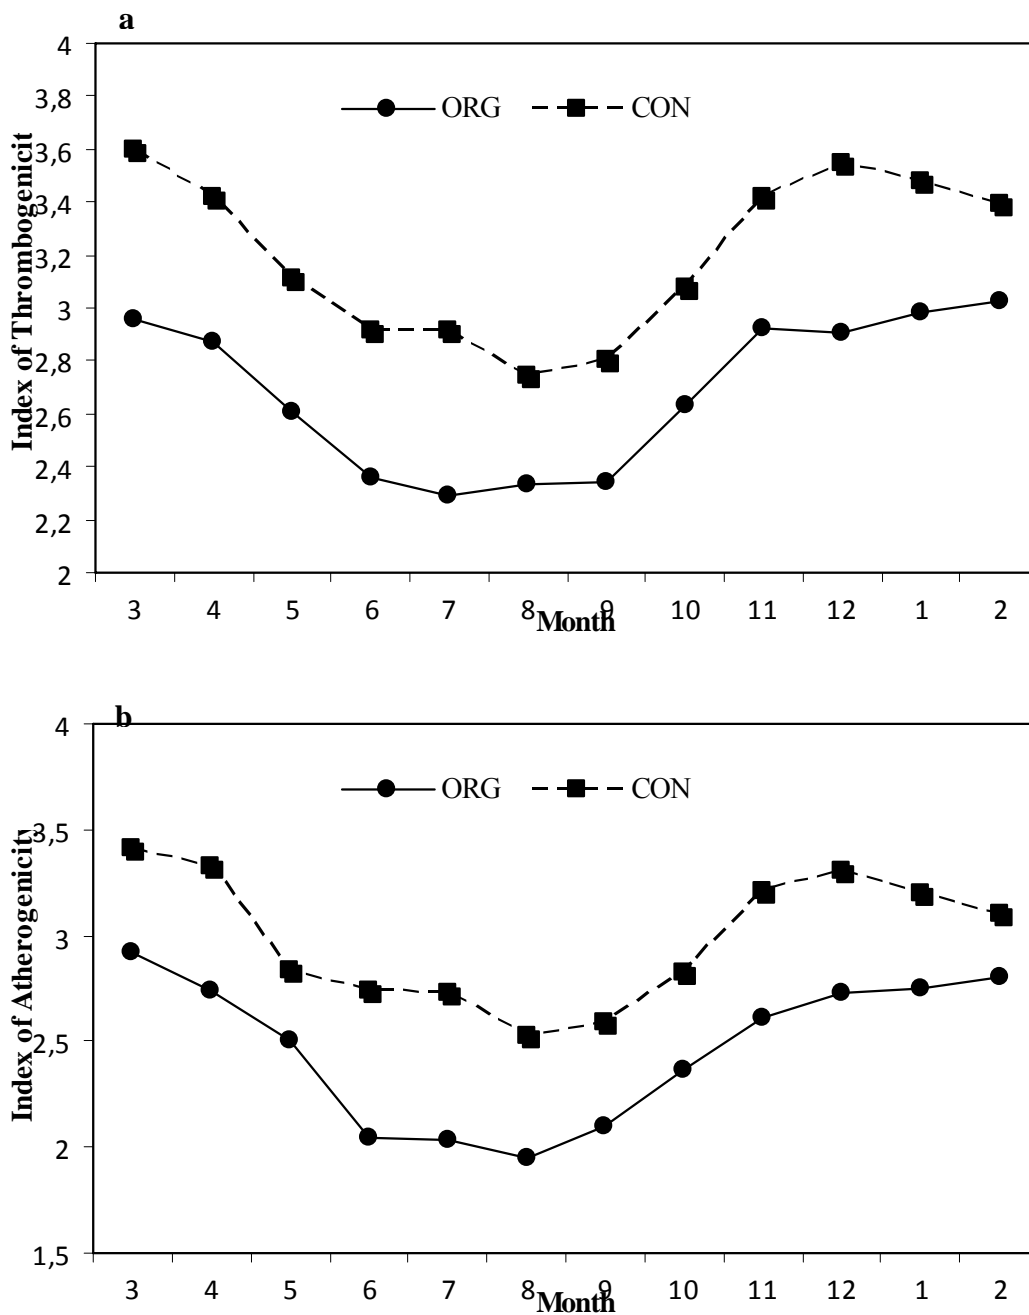 a
4
3,8
ORG CON
3,6
3,4
3,2
3
2,8
2,6
2,4
2,2
2
Index of Thrombogenicit
3 4 5 6 7 8 9 10 11 12 1 2
Month
b
4
ORG CON
3,5
3
2,5
2
1,5
Index of Atherogenicit
3 4 5 6 7 8 9 10 11 12 1 2
Month